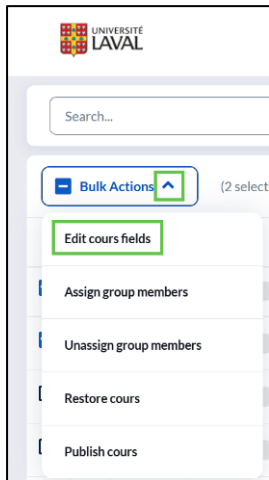 UNIVERSITÉ
LAVAL
Search...
Bulk Actions
(2 select
Edit cours fields
Assign group members
Unassign group members
Restore cours
Publish cours